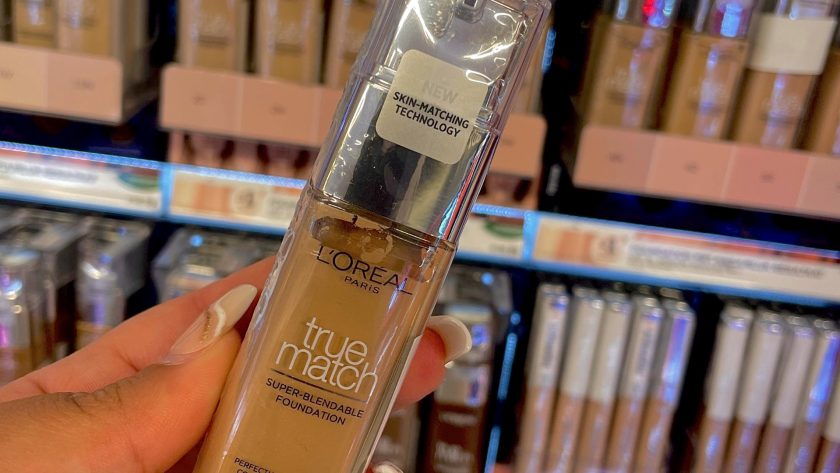 NEW
SKIN-MATCHING
TECHNOLOGY
L'ORÉAL
PARIS
true
match
SUPER-BLENDABLE
FOUNDATION